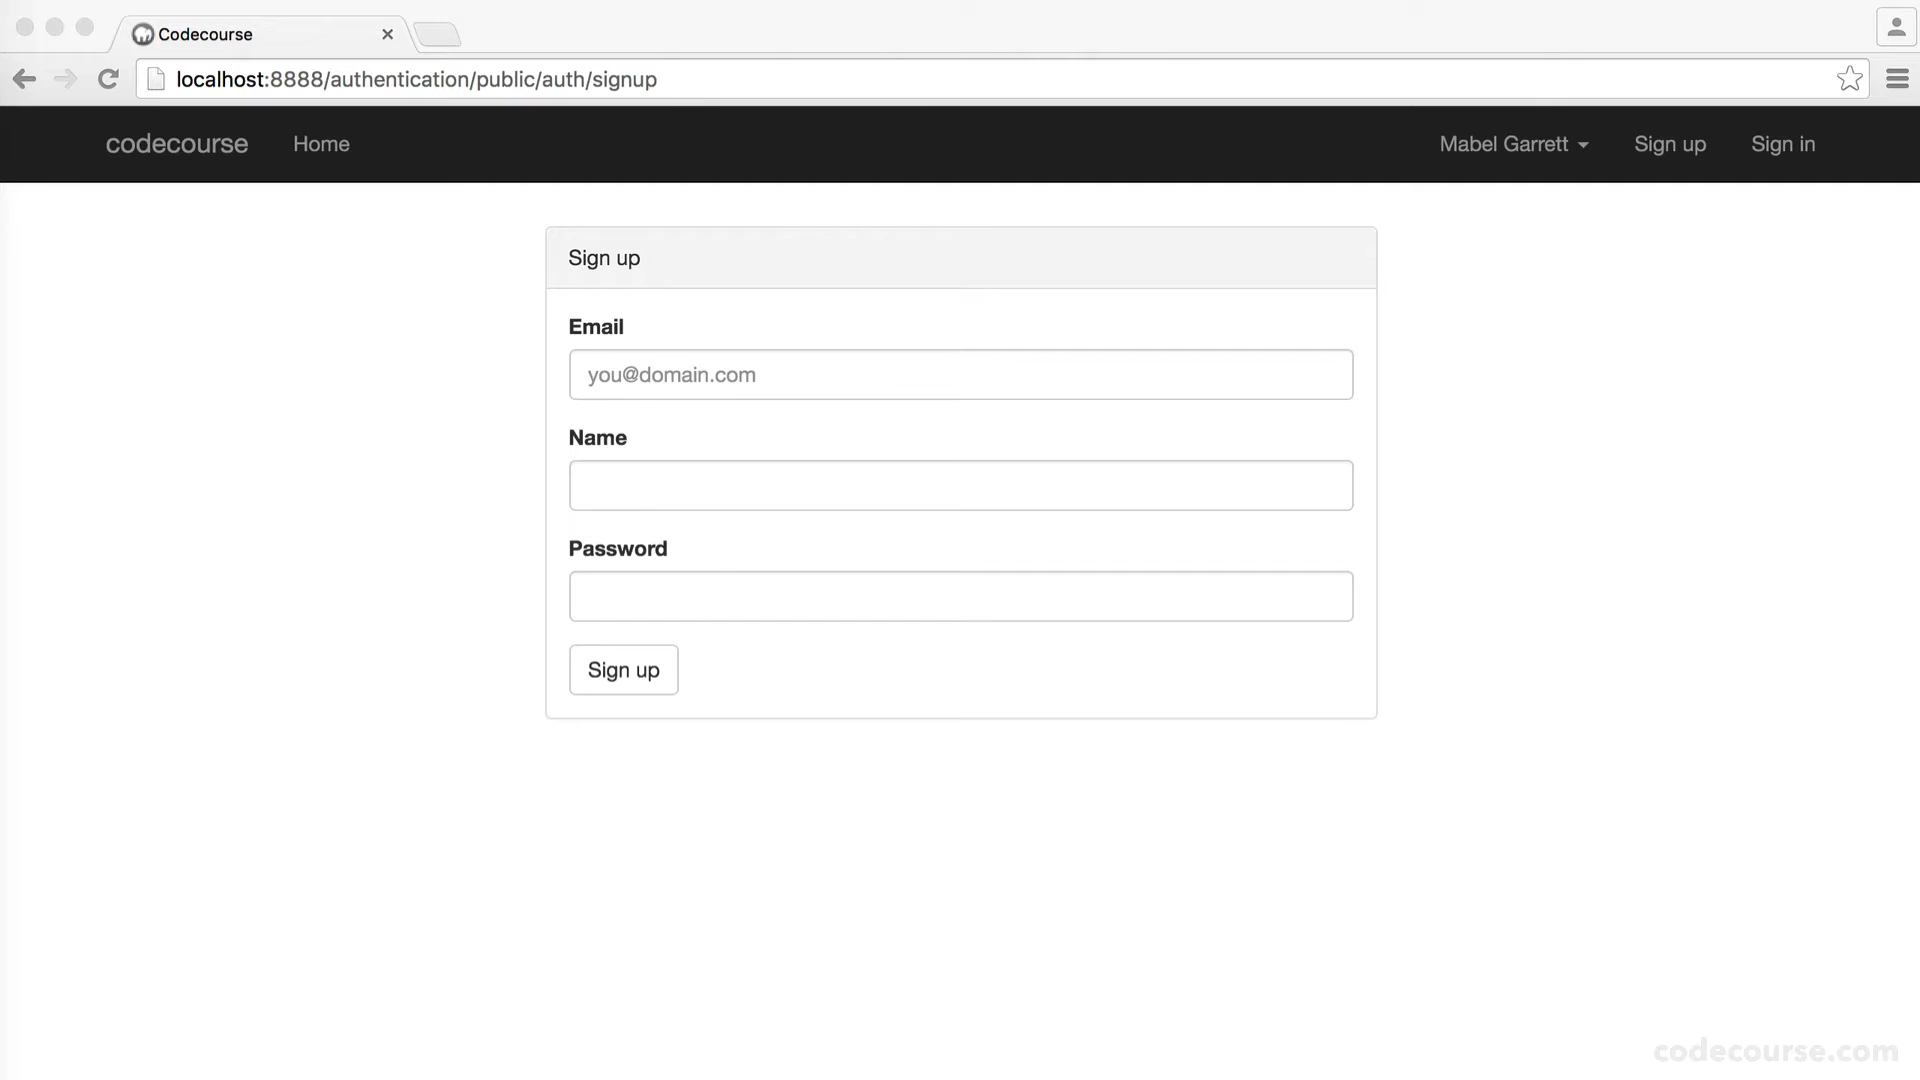 Codecourse
localhost:8888/authentication/public/auth/signup
codecourse Home Mabel Garrett Sign up Sign in
Sign up
Email
you@domain.com
Name
Password
Sign up
codecourse.com